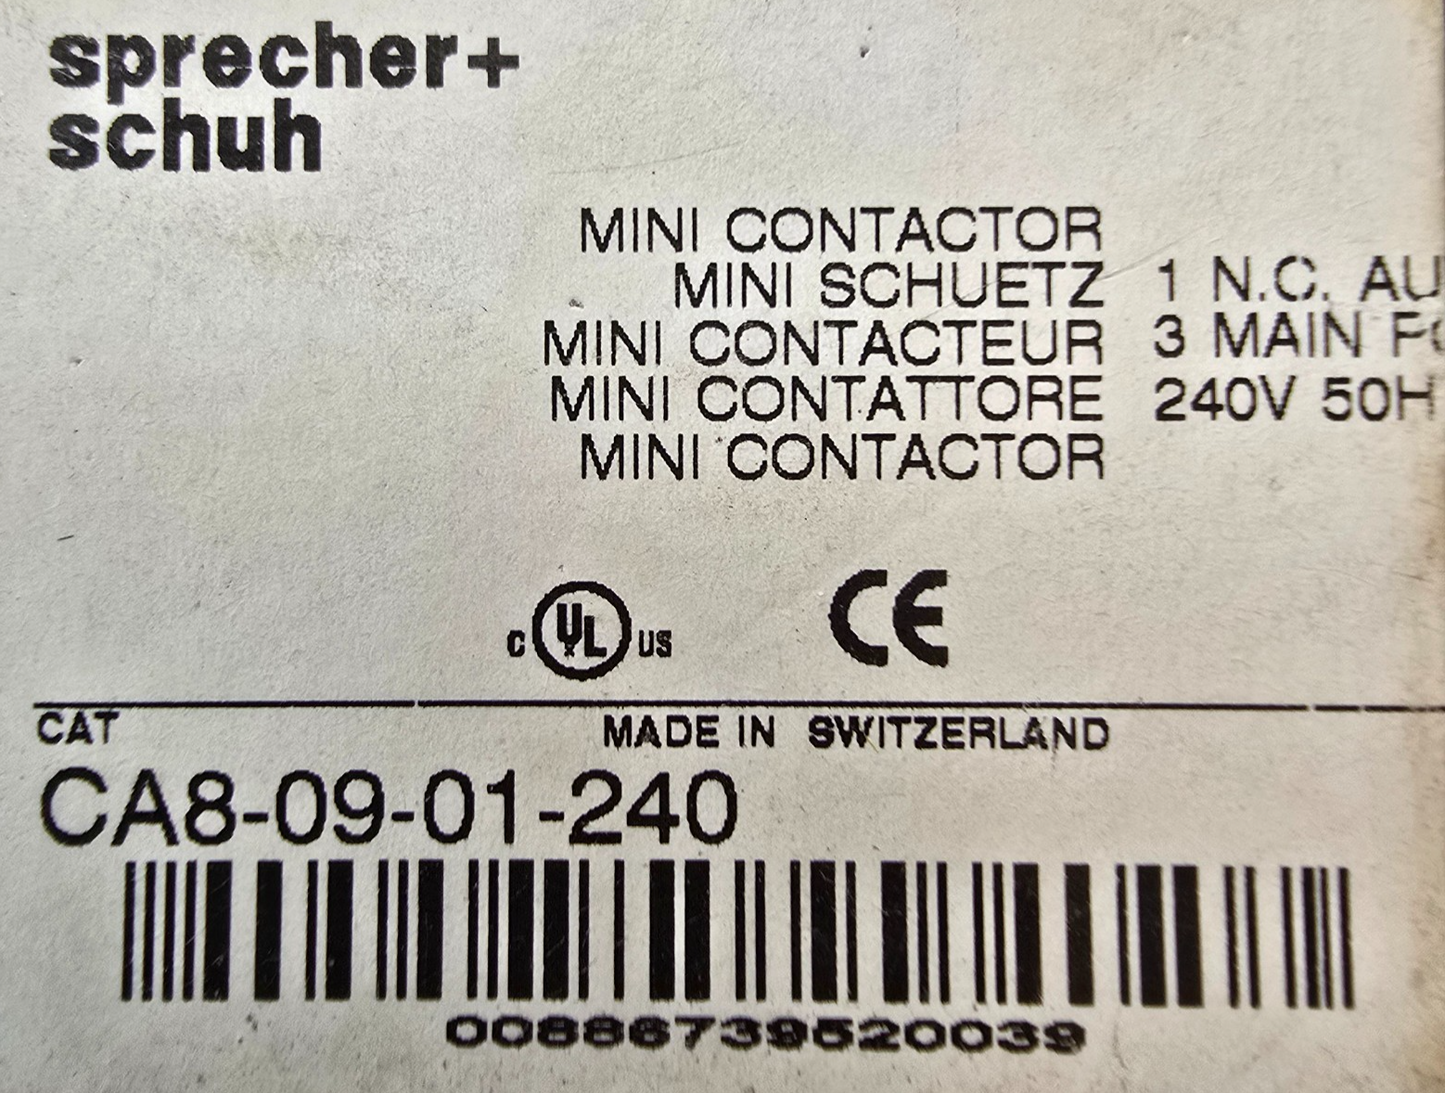 sprecher+
schuh
MINI CONTACTOR
MINI SCHUETZ 1 N.C.
MINI CONTACTEUR 3 MAIN
MINI CONTATTORE 240V 50H
MINI CONTACTOR
C UL US CE
CAT MADE IN SWITZERLAND
CA8-09-01-240
00886739520039